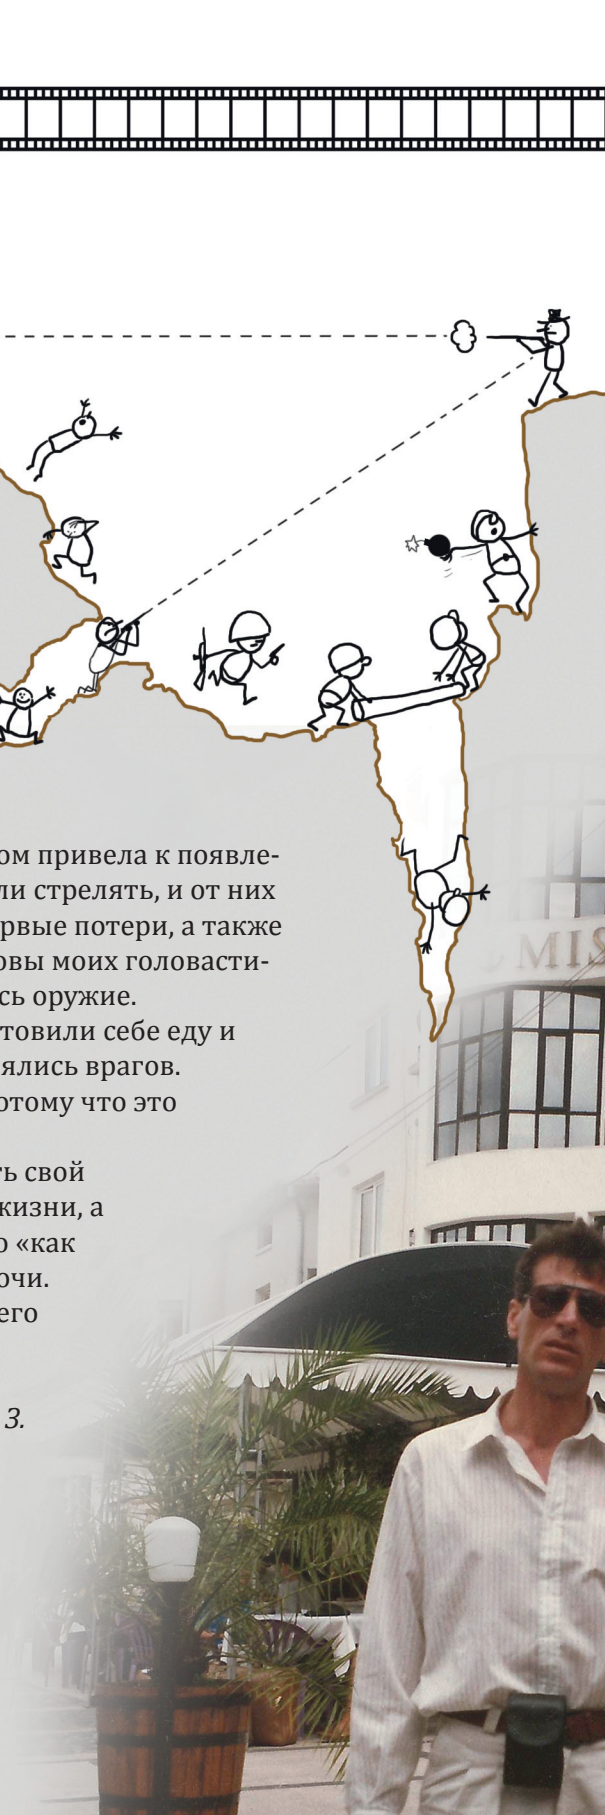 ом привела к появле-
ли стрелять, и от них
рвые потери, а также
овы моих головасти-
сь оружие.
товили себе еду и
ялись врагов.
отому что это
ть свой
жизни, а
о «как
очи.
его
3.
MIS